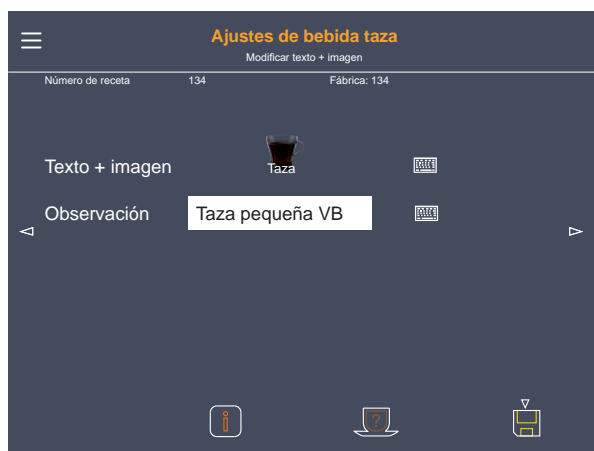 Ajustes de bebida taza
Modificar texto + imagen
Número de receta 134 Fábrica: 134
Texto + imagen Taza
Observación Taza pequeña VB
i
?